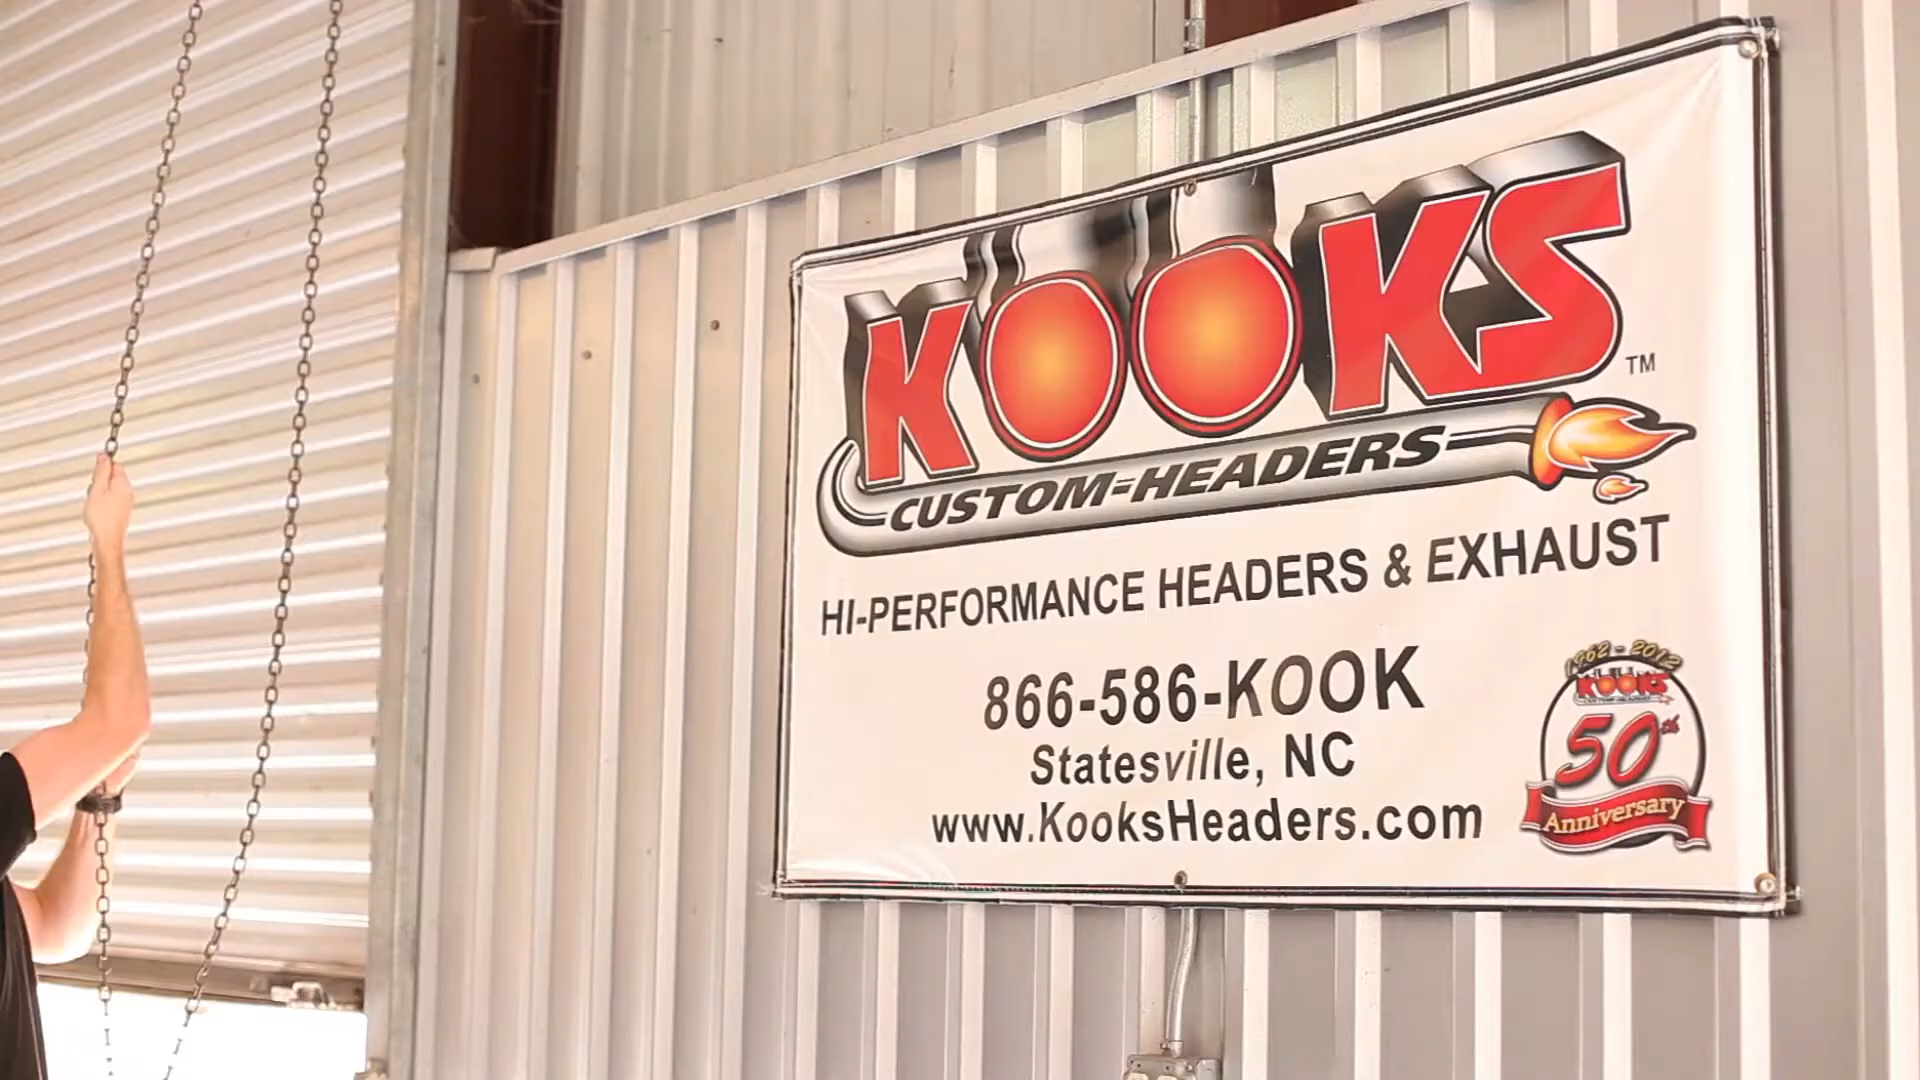 KOOKS
TM
CUSTOM-HEADERS
HI-PERFORMANCE HEADERS & EXHAUST
866-586-KOOK
Statesville, NC
www.KooksHeaders.com
1962 - 2012
KOOKS
50th
Anniversary